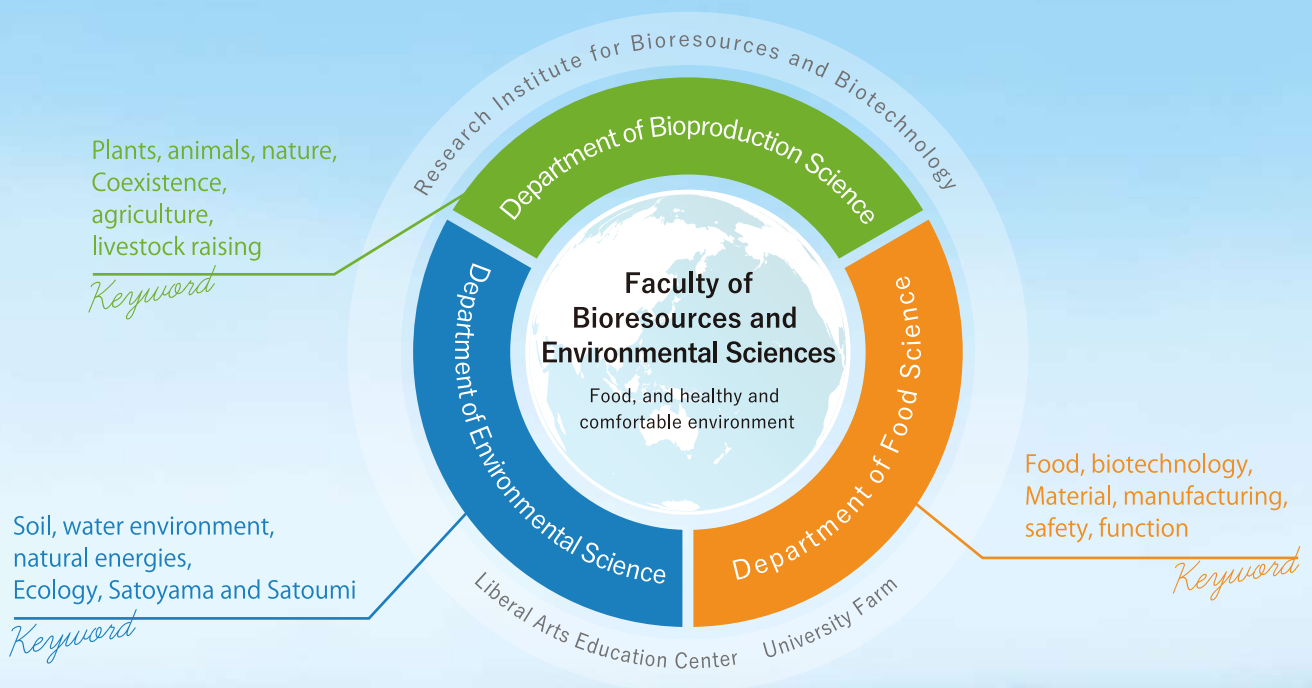 Research Institute for Bioresources and Biotechnology
Department of Bioproduction Science
Plants, animals, nature,
Coexistence,
agriculture,
livestock raising
Keyword
Faculty of
Bioresources and
Environmental Sciences
Food, and healthy and
comfortable environment
Department of Environmental Science
Department of Food Science
Soil, water environment,
natural energies,
Ecology, Satoyama and Satoumi
Keyword
Food, biotechnology,
Material, manufacturing,
safety, function
Keyword
Liberal Arts Education Center
University Farm